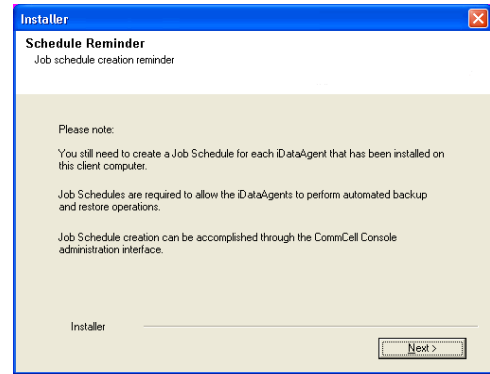 Installer
Schedule Reminder
Job schedule creation reminder
Please note:
You still need to create a Job Schedule for each iDataAgent that has been installed on
this client computer.
Job Schedules are required to allow the iDataAgents to perform automated backup
and restore operations.
Job Schedule creation can be accomplished through the CommCell Console
administration interface.
Installer
Next >